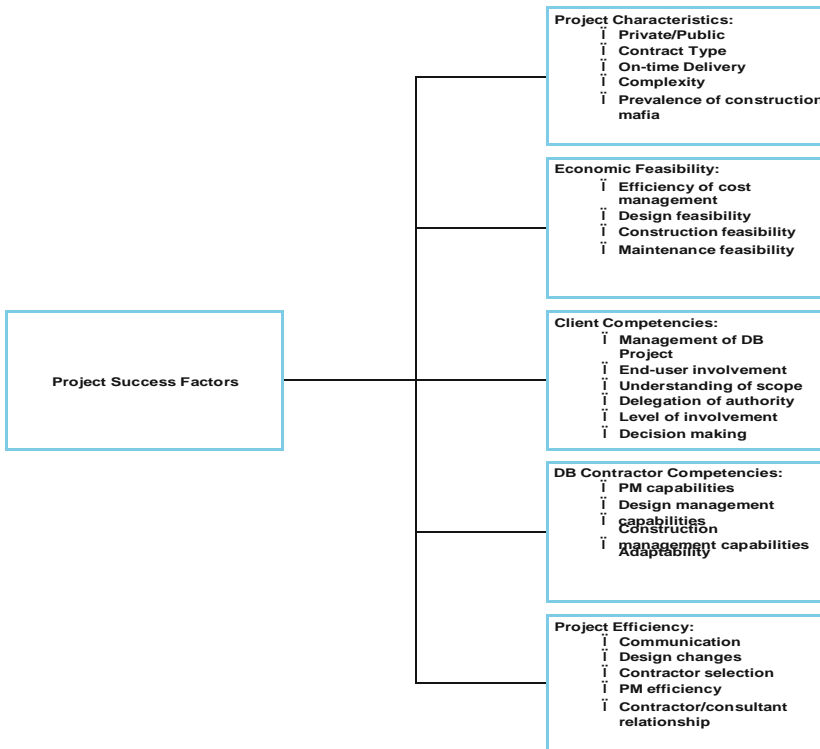 Project Characteristics:
Ï Private/Public
Ï Contract Type
Ï On-time Delivery
Ï Complexity
Ï Prevalence of construction
mafia
Economic Feasibility:
Ï Efficiency of cost
management
Ï Design feasibility
Ï Construction feasibility
Ï Maintenance feasibility
Project Success Factors
Client Competencies:
Ï Management of DB
Project
Ï End-user involvement
Ï Understanding of scope
Ï Delegation of authority
Ï Level of involvement
Ï Decision making
DB Contractor Competencies:
Ï PM capabilities
Ï Design management
Ï capabilities
Construction
Ï management capabilities
Adaptability
Project Efficiency:
Ï Communication
Ï Design changes
Ï Contractor selection
Ï PM efficiency
Ï Contractor/consultant
relationship